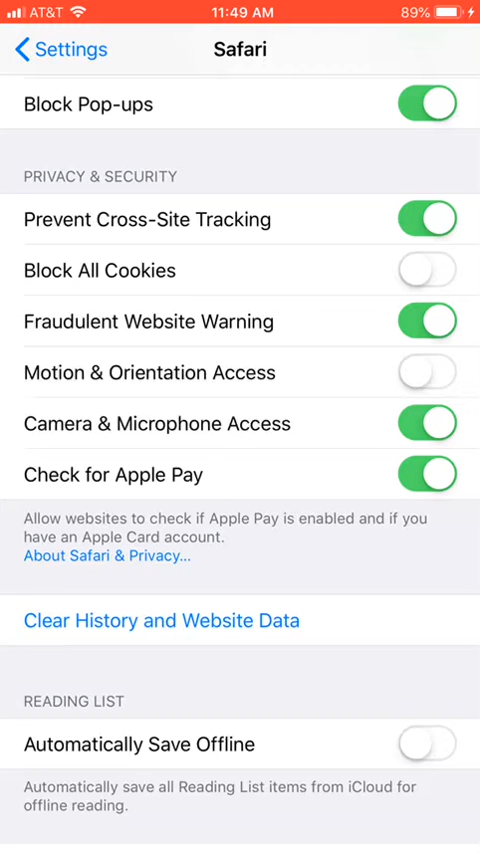 AT&T 11:49 AM 89%
Settings Safari
Block Pop-ups
PRIVACY & SECURITY
Prevent Cross-Site Tracking
Block All Cookies
Fraudulent Website Warning
Motion & Orientation Access
Camera & Microphone Access
Check for Apple Pay
Allow websites to check if Apple Pay is enabled and if you
have an Apple Card account.
About Safari & Privacy...
Clear History and Website Data
READING LIST
Automatically Save Offline
Automatically save all Reading List items from iCloud for
offline reading.